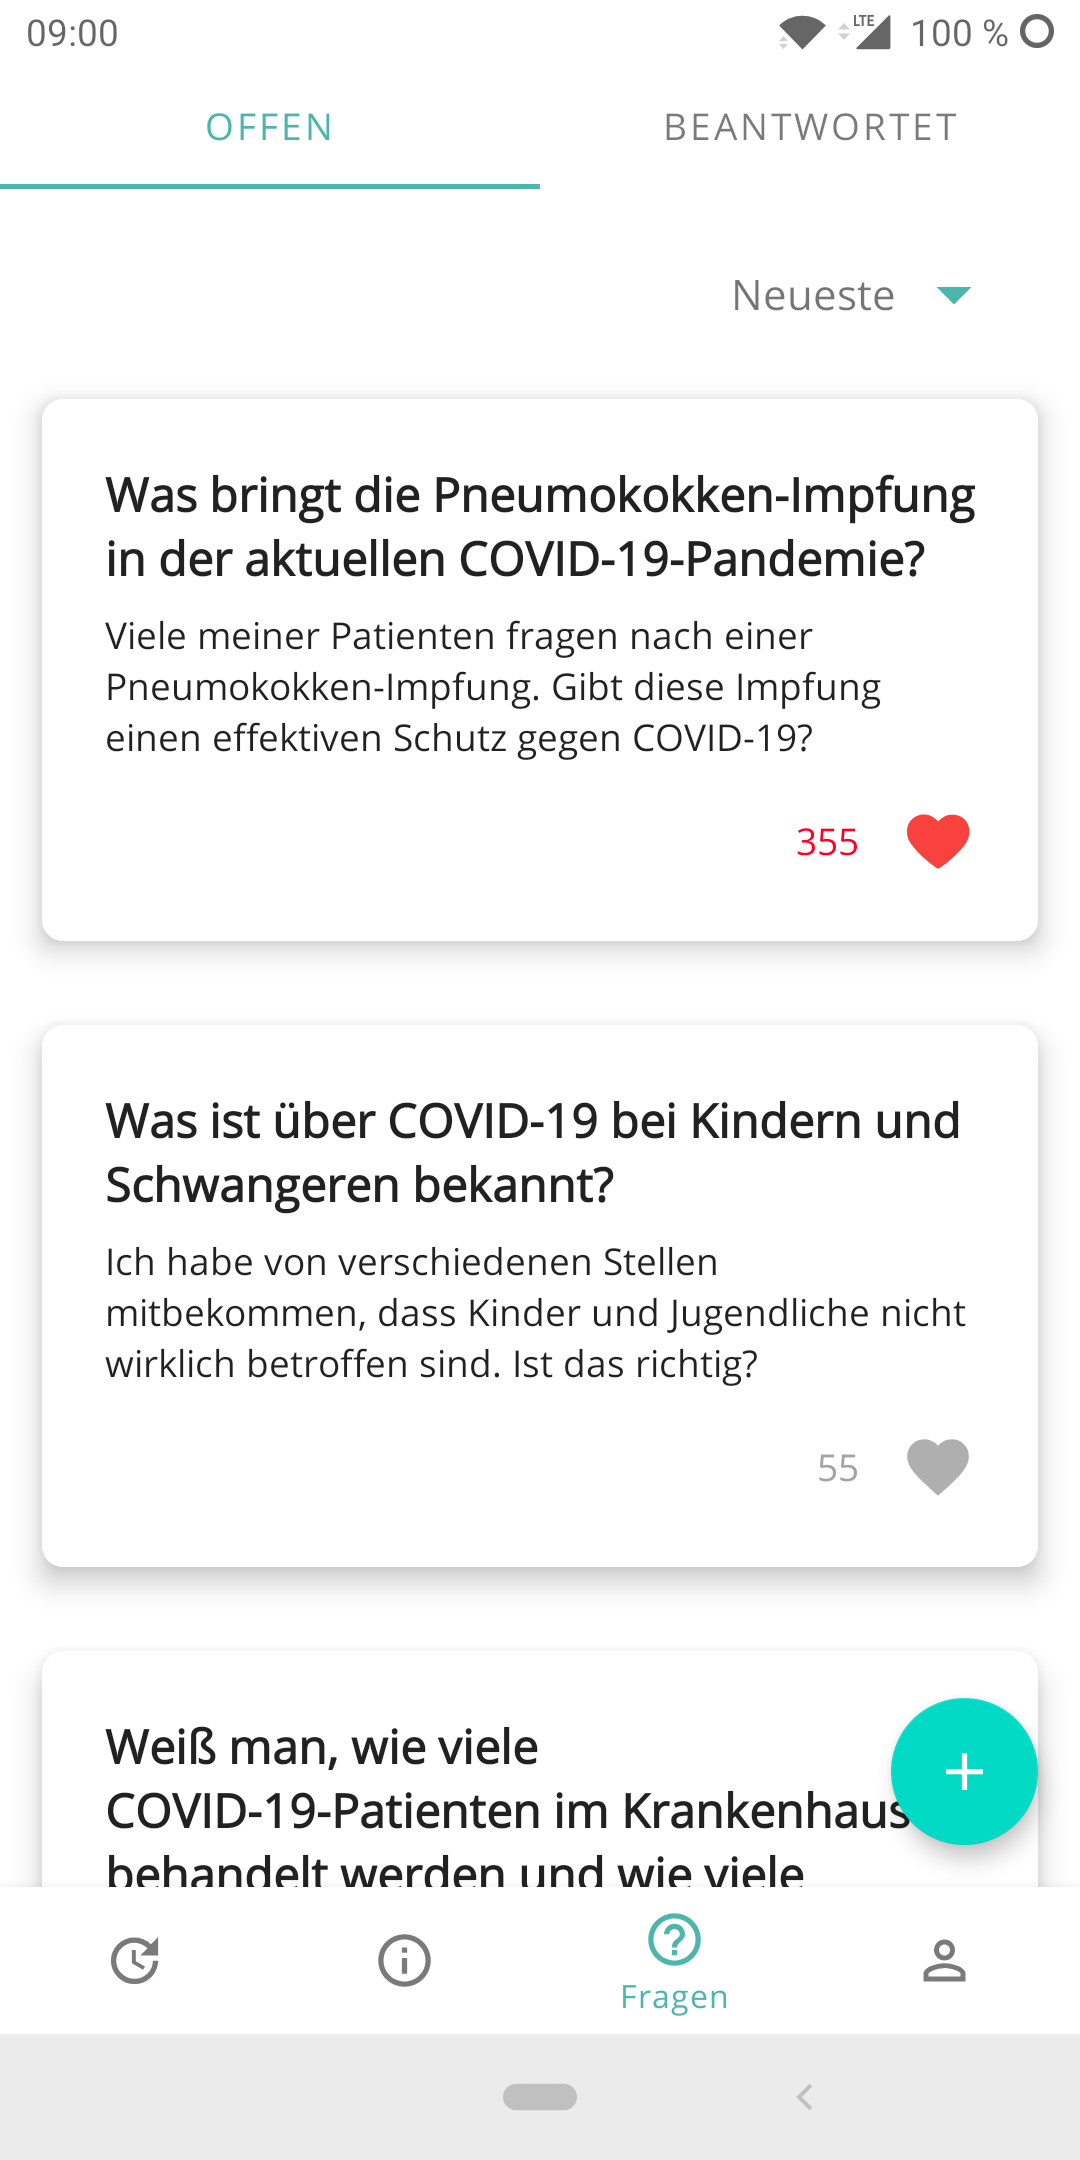 09:00
LTE
100 %
OFFEN
BEANTWORTET
Neueste
Was bringt die Pneumokokken-Impfung
in der aktuellen COVID-19-Pandemie?
Viele meiner Patienten fragen nach einer
Pneumokokken-Impfung. Gibt diese Impfung
einen effektiven Schutz gegen COVID-19?
355
Was ist über COVID-19 bei Kindern und
Schwangeren bekannt?
Ich habe von verschiedenen Stellen
mitbekommen, dass Kinder und Jugendliche nicht
wirklich betroffen sind. Ist das richtig?
55
Weiß man, wie viele
COVID-19-Patienten im Krankenhaus
behandelt werden und wie viele
Fragen